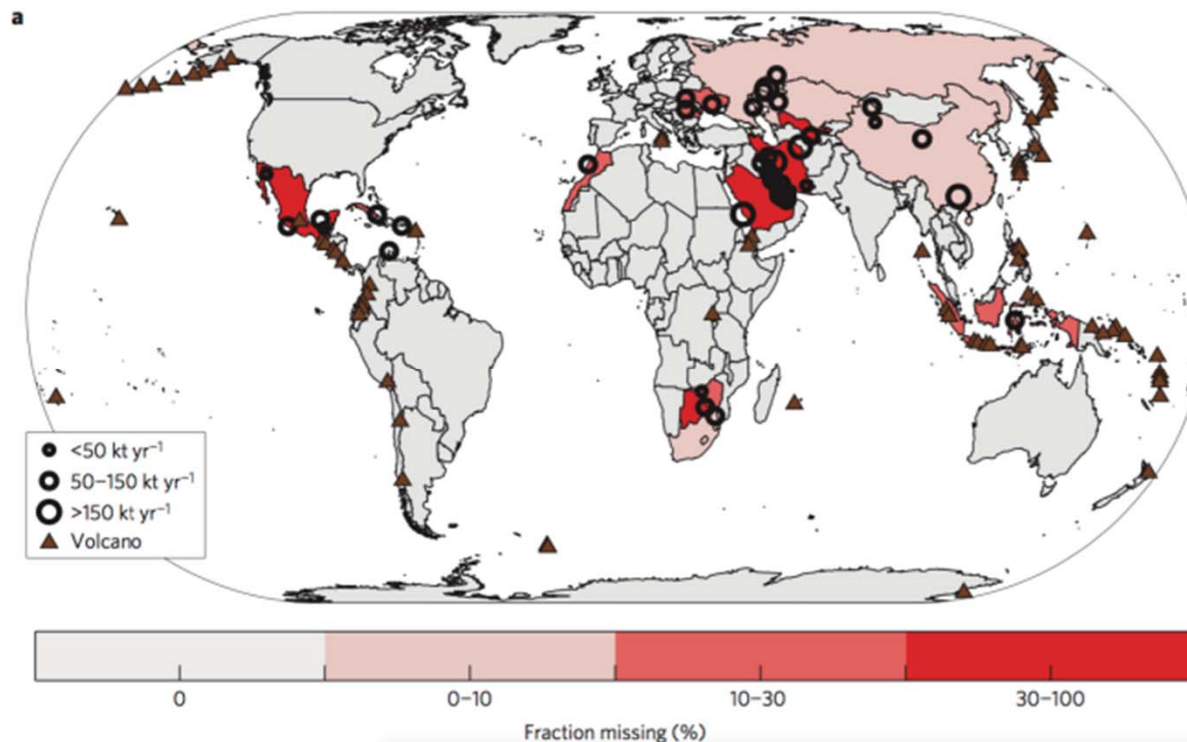 a
<50 kt yr⁻¹
50–150 kt yr⁻¹
>150 kt yr⁻¹
Volcano
0 0–10 10–30 30–100
Fraction missing (%)